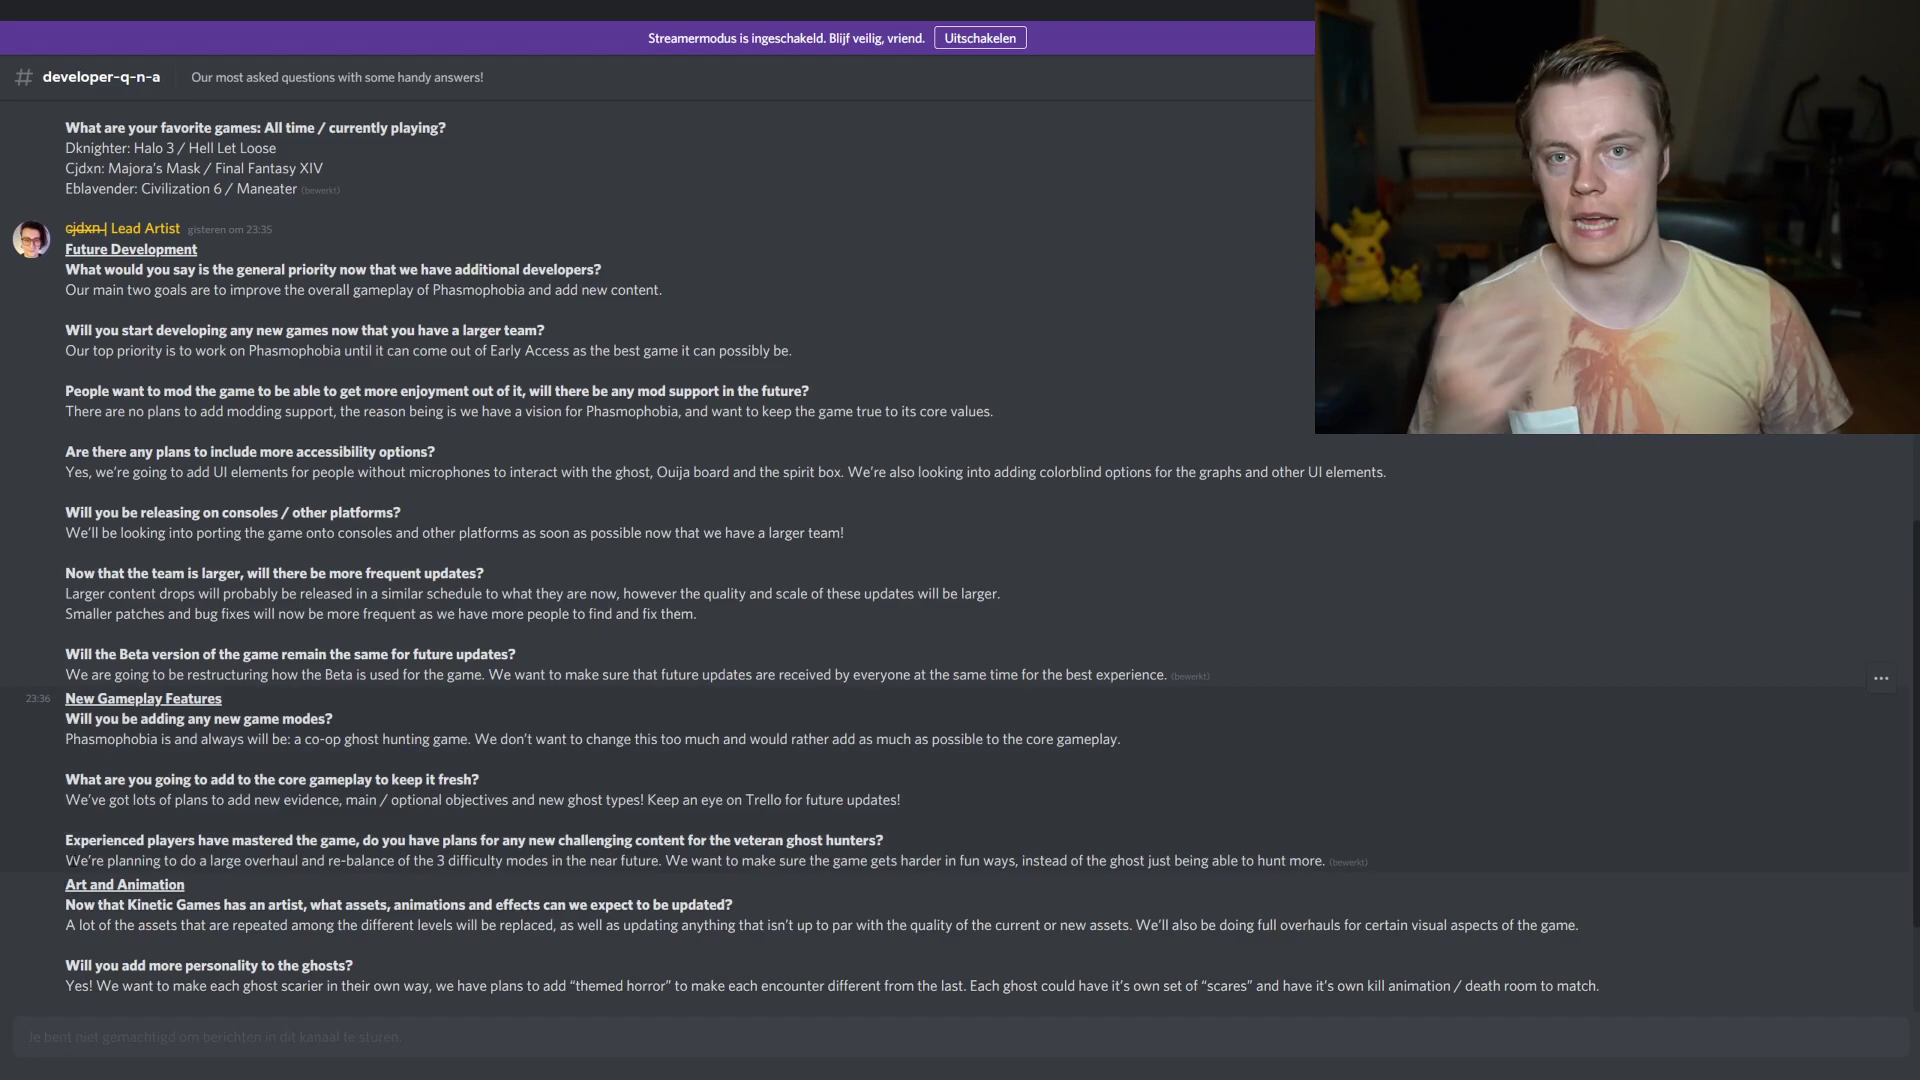 Streamermodus is ingeschakeld. Blijf veilig, vriend. Uitschakelen
# developer-q-n-a Our most asked questions with some handy answers!
What are your favorite games: All time / currently playing?
Dknighter: Halo 3 / Hell Let Loose
Cjdxn: Majora's Mask / Final Fantasy XIV
Eblavender: Civilization 6 / Maneater (bewerkt)
cjdxn | Lead Artist gisteren om 23:35
Future Development
What would you say is the general priority now that we have additional developers?
Our main two goals are to improve the overall gameplay of Phasmophobia and add new content.
Will you start developing any new games now that you have a larger team?
Our top priority is to work on Phasmophobia until it can come out of Early Access as the best game it can possibly be.
People want to mod the game to be able to get more enjoyment out of it, will there be any mod support in the future?
There are no plans to add modding support, the reason being is we have a vision for Phasmophobia, and want to keep the game true to its core values.
Are there any plans to include more accessibility options?
Yes, we're going to add UI elements for people without microphones to interact with the ghost, Ouija board and the spirit box. We're also looking into adding colorblind options for the graphs and other UI elements.
Will you be releasing on consoles / other platforms?
We'll be looking into porting the game onto consoles and other platforms as soon as possible now that we have a larger team!
Now that the team is larger, will there be more frequent updates?
Larger content drops will probably be released in a similar schedule to what they are now, however the quality and scale of these updates will be larger.
Smaller patches and bug fixes will now be more frequent as we have more people to find and fix them.
Will the Beta version of the game remain the same for future updates?
We are going to be restructuring how the Beta is used for the game. We want to make sure that future updates are received by everyone at the same time for the best experience. (bewerkt)
23:36 New Gameplay Features
Will you be adding any new game modes?
Phasmophobia is and always will be: a co-op ghost hunting game. We don't want to change this too much and would rather add as much as possible to the core gameplay.
What are you going to add to the core gameplay to keep it fresh?
We've got lots of plans to add new evidence, main / optional objectives and new ghost types! Keep an eye on Trello for future updates!
Experienced players have mastered the game, do you have plans for any new challenging content for the veteran ghost hunters?
We're planning to do a large overhaul and re-balance of the 3 difficulty modes in the near future. We want to make sure the game gets harder in fun ways, instead of the ghost just being able to hunt more. (bewerkt)
Art and Animation
Now that Kinetic Games has an artist, what assets, animations and effects can we expect to be updated?
A lot of the assets that are repeated among the different levels will be replaced, as well as updating anything that isn't up to par with the quality of the current or new assets. We'll also be doing full overhauls for certain visual aspects of the game.
Will you add more personality to the ghosts?
Yes! We want to make each ghost scarier in their own way, we have plans to add "themed horror" to make each encounter different from the last. Each ghost could have it's own set of "scares" and have it's own kill animation / death room to match.
Je bent niet gemachtigd om berichten in dit kanaal te sturen.